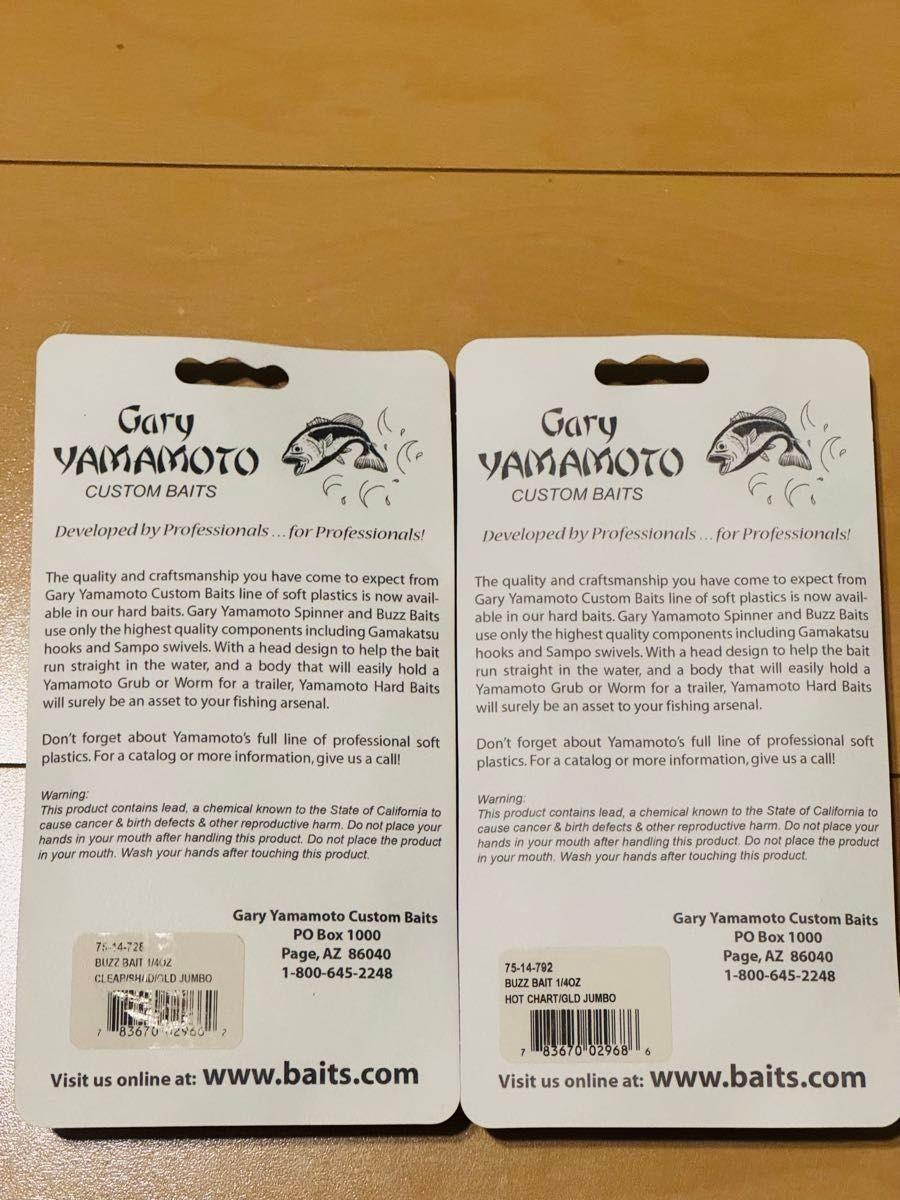 Gary
YAMAMOTO
CUSTOM BAITS
Developed by Professionals ... for Professionals!
The quality and craftsmanship you have come to expect from
Gary Yamamoto Custom Baits line of soft plastics is now avail-
able in our hard baits. Gary Yamamoto Spinner and Buzz Baits
use only the highest quality components including Gamakatsu
hooks and Sampo swivels. With a head design to help the bait
run straight in the water, and a body that will easily hold a
Yamamoto Grub or Worm for a trailer, Yamamoto Hard Baits
will surely be an asset to your fishing arsenal.
Don't forget about Yamamoto's full line of professional soft
plastics. For a catalog or more information, give us a call!
Warning:
This product contains lead, a chemical known to the State of California to
cause cancer & birth defects & other reproductive harm. Do not place your
hands in your mouth after handling this product. Do not place the product
in your mouth. Wash your hands after touching this product.
Gary Yamamoto Custom Baits
PO Box 1000
Page, AZ 86040
1-800-645-2248
75-14-728
BUZZ BAIT 1/4OZ
CLEAR/SHAD/GLD JUMBO
7 83670 02960 2
Visit us online at: www.baits.com
Gary
YAMAMOTO
CUSTOM BAITS
Developed by Professionals ... for Professionals!
The quality and craftsmanship you have come to expect from
Gary Yamamoto Custom Baits line of soft plastics is now avail-
able in our hard baits. Gary Yamamoto Spinner and Buzz Baits
use only the highest quality components including Gamakatsu
hooks and Sampo swivels. With a head design to help the bait
run straight in the water, and a body that will easily hold a
Yamamoto Grub or Worm for a trailer, Yamamoto Hard Baits
will surely be an asset to your fishing arsenal.
Don't forget about Yamamoto's full line of professional soft
plastics. For a catalog or more information, give us a call!
Warning:
This product contains lead, a chemical known to the State of California to
cause cancer & birth defects & other reproductive harm. Do not place your
hands in your mouth after handling this product. Do not place the product
in your mouth. Wash your hands after touching this product.
Gary Yamamoto Custom Baits
PO Box 1000
Page, AZ 86040
1-800-645-2248
75-14-792
BUZZ BAIT 1/4OZ
HOT CHART/GLD JUMBO
7 83670 02968 6
Visit us online at: www.baits.com